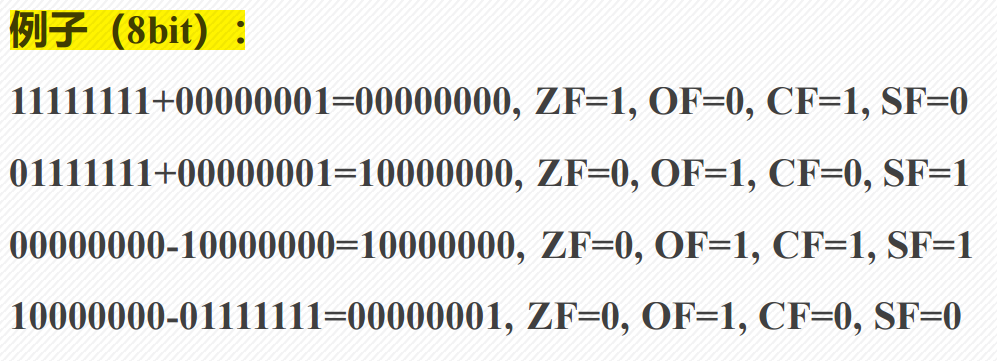 例子（8bit）:
11111111+00000001=00000000, ZF=1, OF=0, CF=1, SF=0
01111111+00000001=10000000, ZF=0, OF=1, CF=0, SF=1
00000000-10000000=10000000, ZF=0, OF=1, CF=1, SF=1
10000000-01111111=00000001, ZF=0, OF=1, CF=0, SF=0